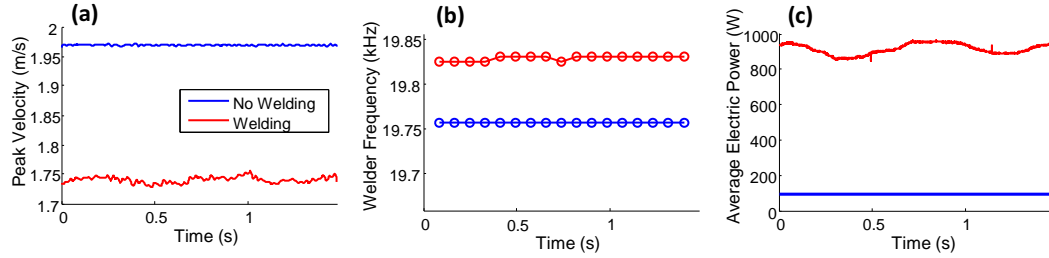 (a)
Peak Velocity (m/s)
2
1.95
1.9
1.85
1.8
1.75
1.7
No Welding
Welding
0
0.5
1
Time (s)
(b)
Welder Frequency (kHz)
19.85
19.8
19.75
19.7
0
0.5
1
Time (s)
(c)
Average Electric Power (W)
1000
800
600
400
200
0
0
0.5
1
Time (s)